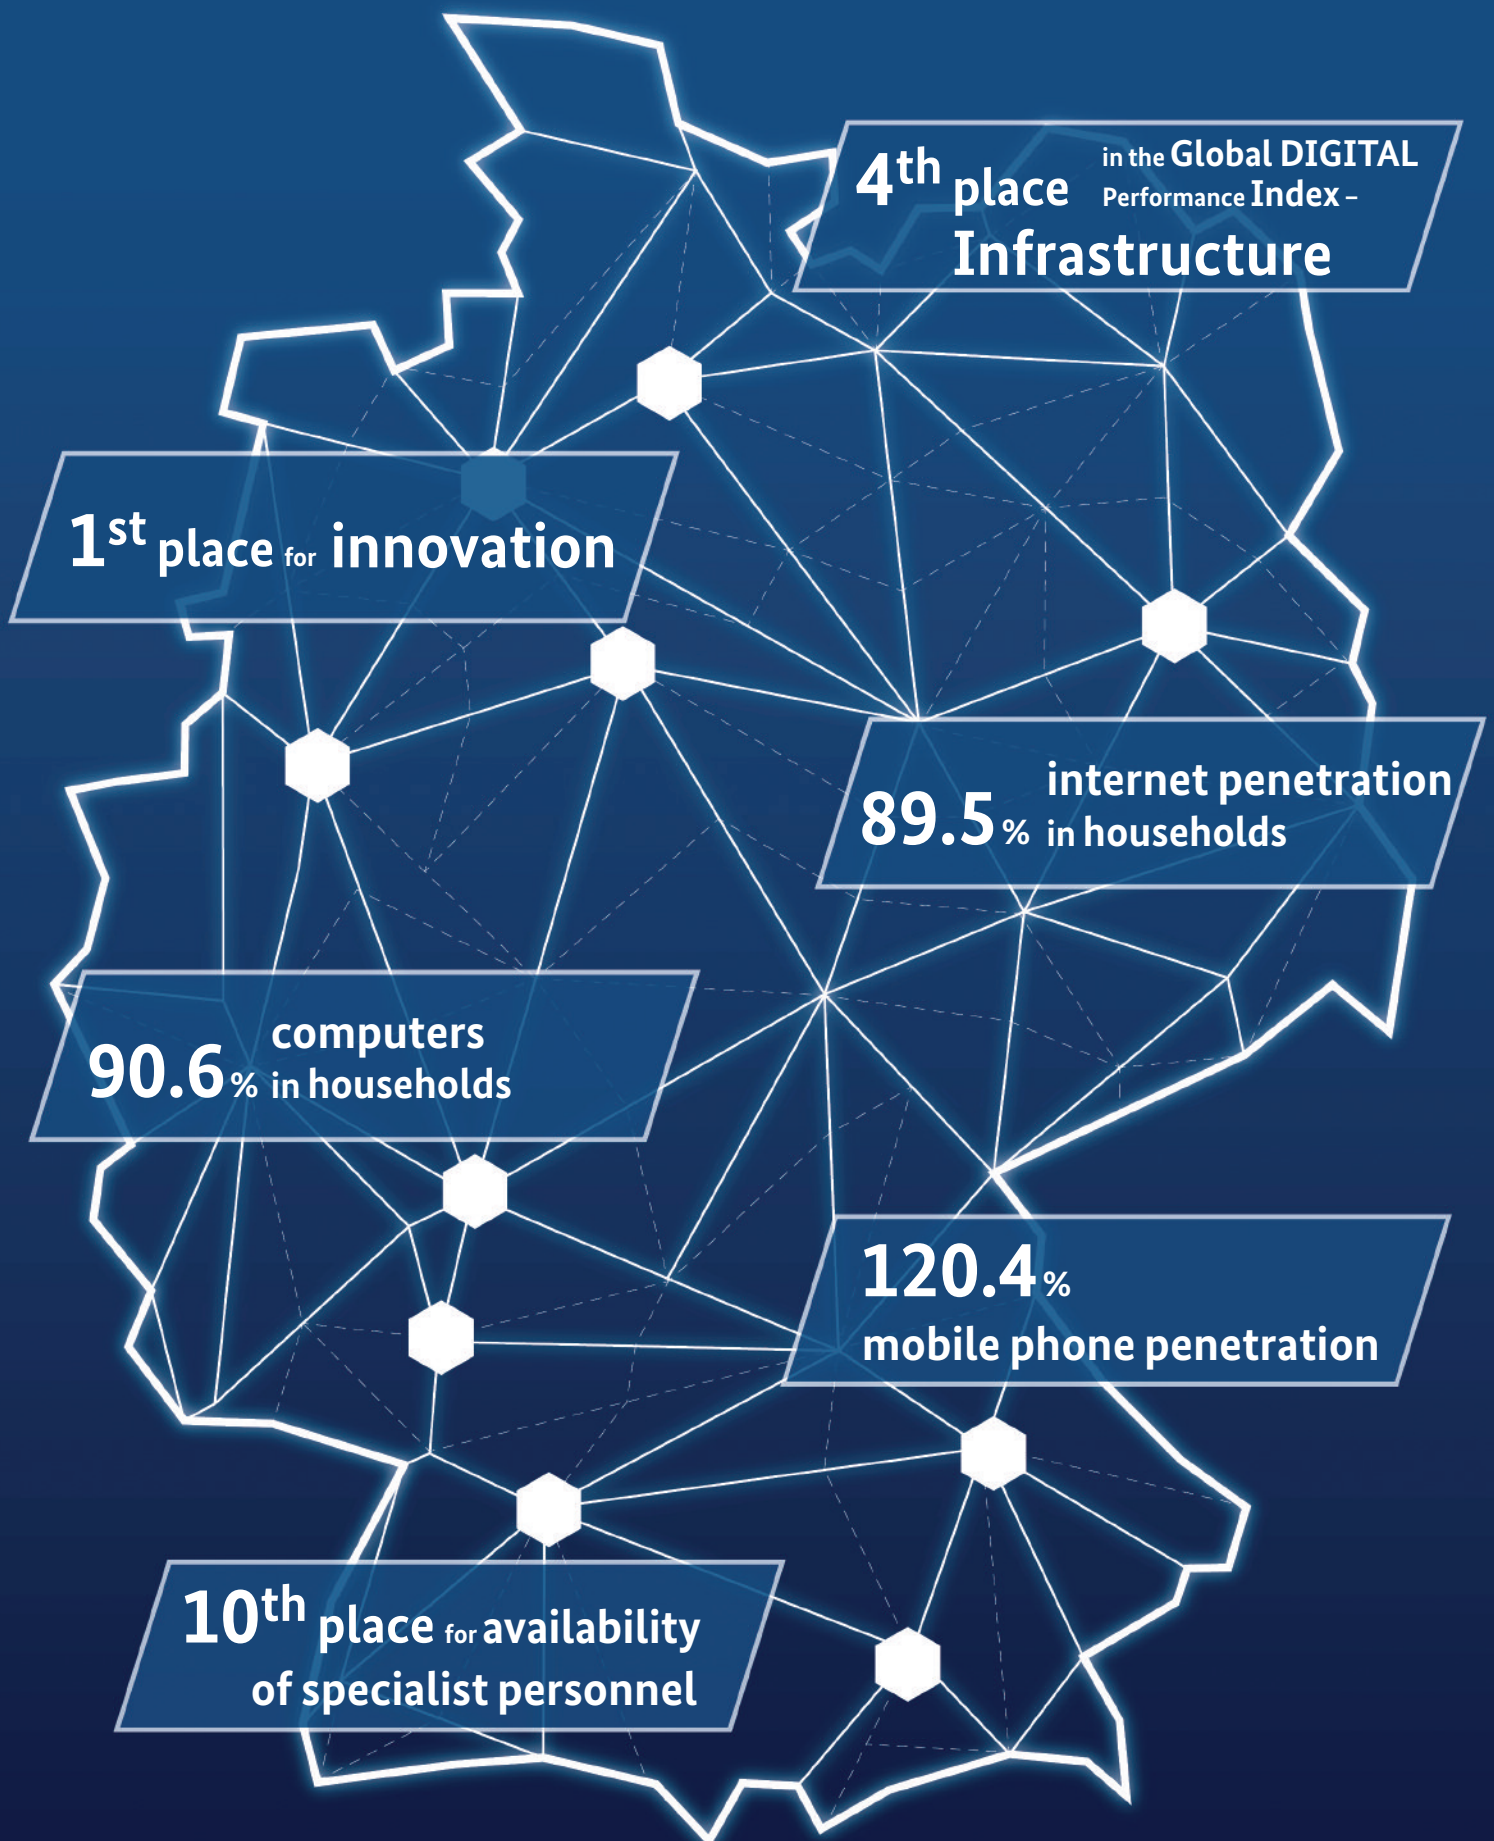 4th place in the Global DIGITAL
Performance Index –
Infrastructure
1st place for innovation
internet penetration
89.5% in households
computers
90.6% in households
120.4%
mobile phone penetration
10th place for availability
of specialist personnel